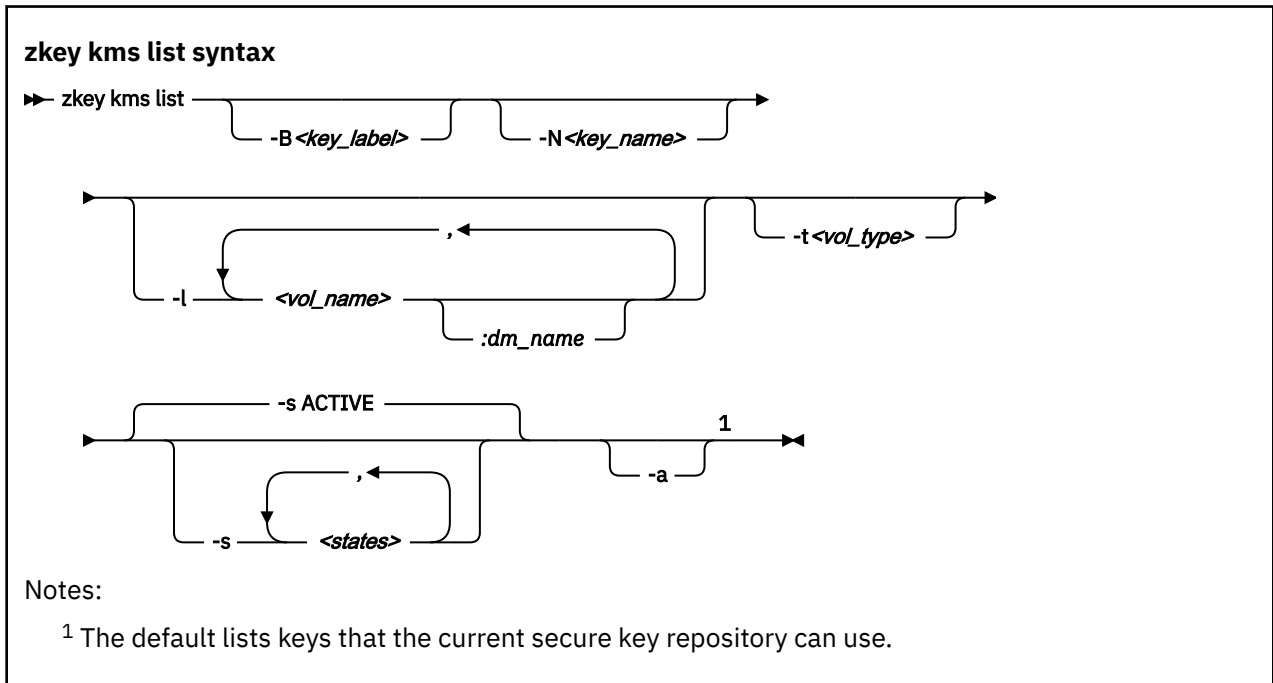 zkey kms list syntax
zkey kms list
-B<key_label>
-N<key_name>
,
-l <vol_name>
:dm_name
-t<vol_type>
-s ACTIVE
,
-s <states>
-a
1
Notes:
1 The default lists keys that the current secure key repository can use.